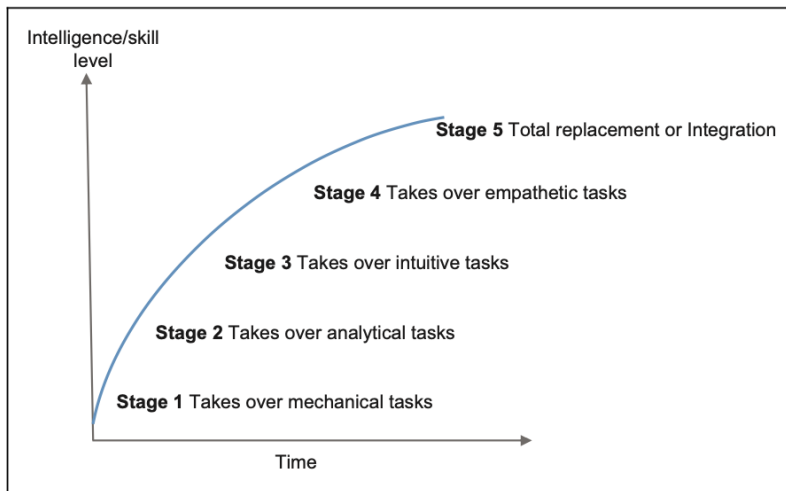 Intelligence/skill
level
Stage 5 Total replacement or Integration
Stage 4 Takes over empathetic tasks
Stage 3 Takes over intuitive tasks
Stage 2 Takes over analytical tasks
Stage 1 Takes over mechanical tasks
Time